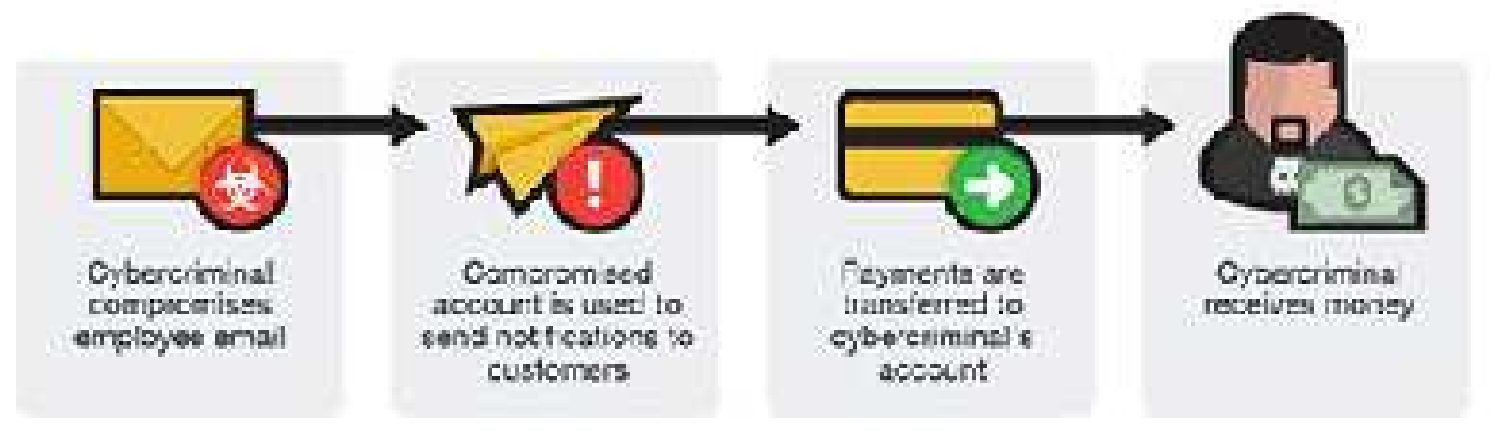 Cybercriminal
compromises
employee email
Compromised
account is used to
send notifications to
customers
Payments are
transferred to
cybercriminal's
account
Cybercriminal
receives money